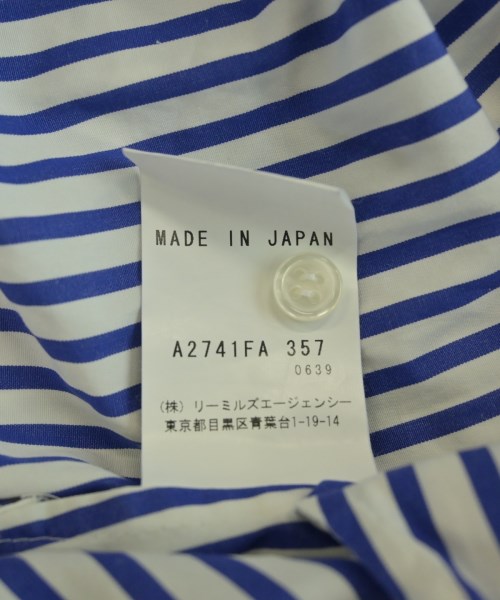 MADE IN JAPAN
A2741FA 357
0639
(株) リーミルズエージェンシー
東京都目黒区青葉台1-19-14